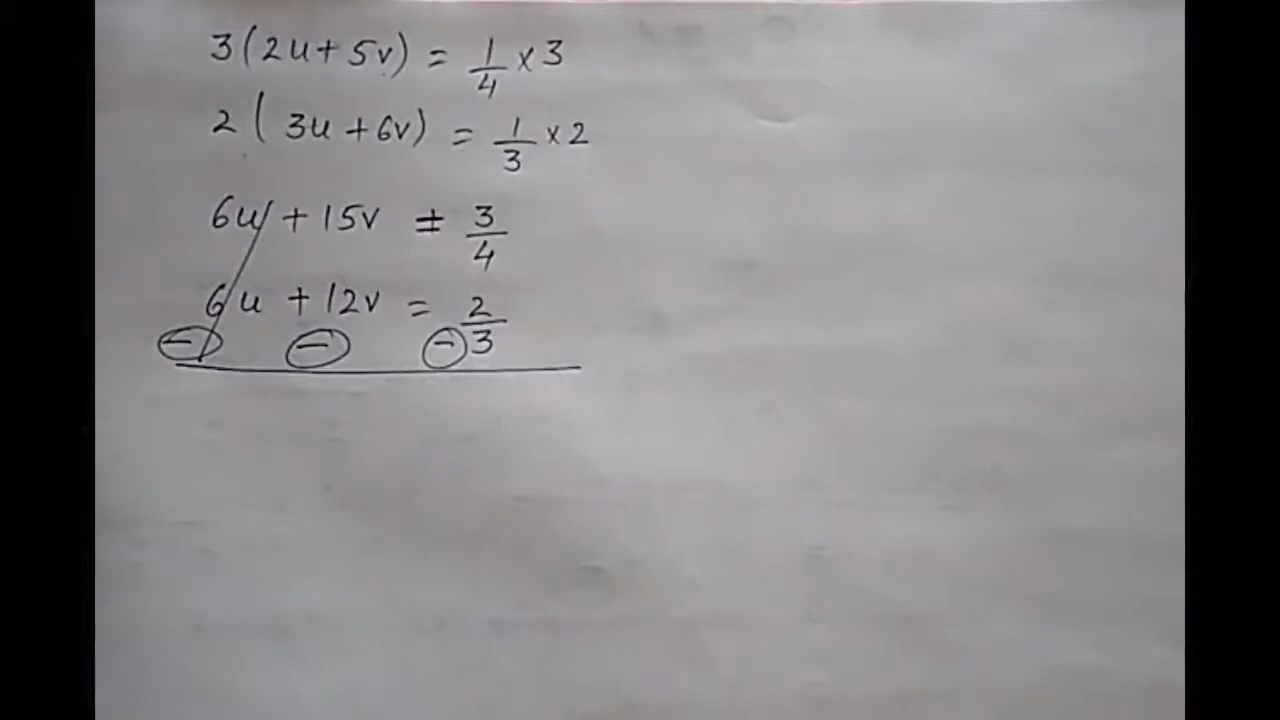 3(2u+5v) = 1/4 × 3
2(3u+6v) = 1/3 × 2
6u + 15v = 3/4
6u + 12v = 2/3
(-) (-) (-)